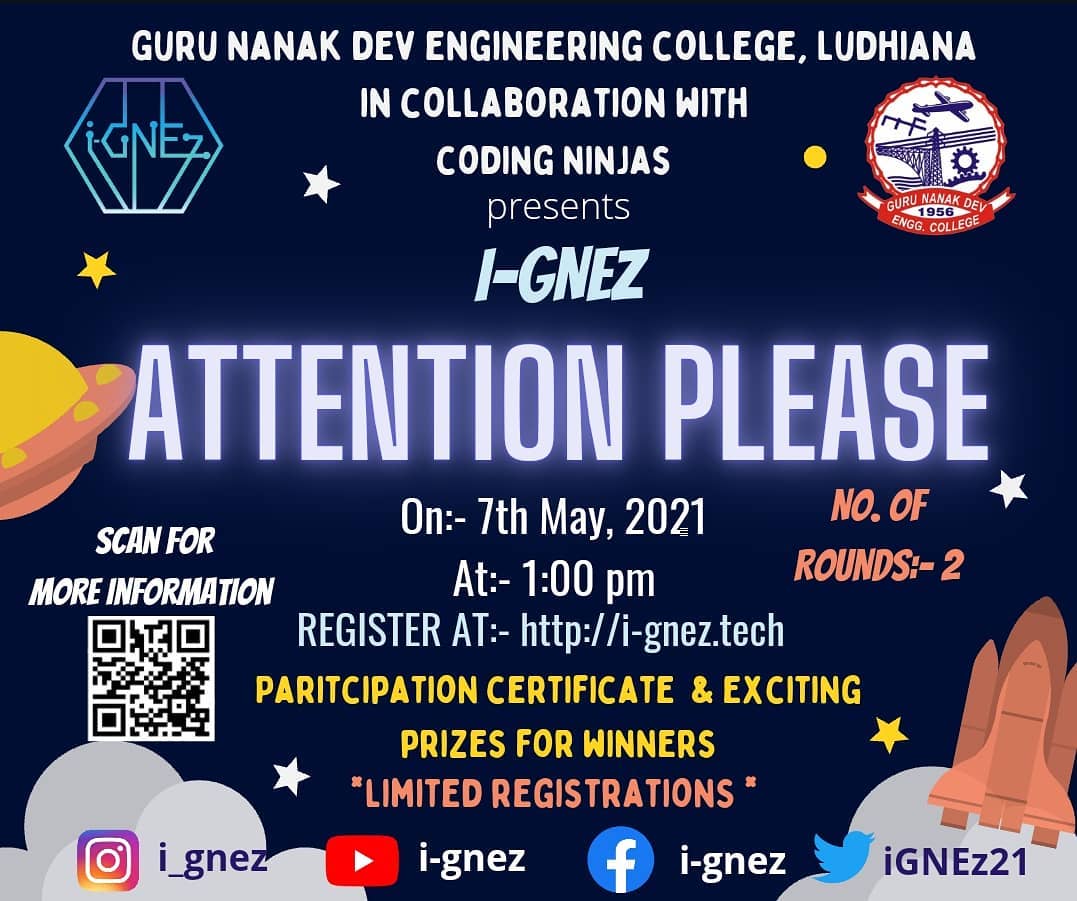 GURU NANAK DEV ENGINEERING COLLEGE, LUDHIANA
IN COLLABORATION WITH
CODING NINJAS
presents
i-GNEz
GURU NANAK DEV
1956
ENGG. COLLEGE
I-GNEZ
ATTENTION PLEASE
On:- 7th May, 2021
At:- 1:00 pm
NO. OF
ROUNDS:- 2
SCAN FOR
MORE INFORMATION
REGISTER AT:- http://i-gnez.tech
PARITCIPATION CERTIFICATE & EXCITING
PRIZES FOR WINNERS
*LIMITED REGISTRATIONS *
i_gnez
i-gnez
i-gnez
iGNEz21